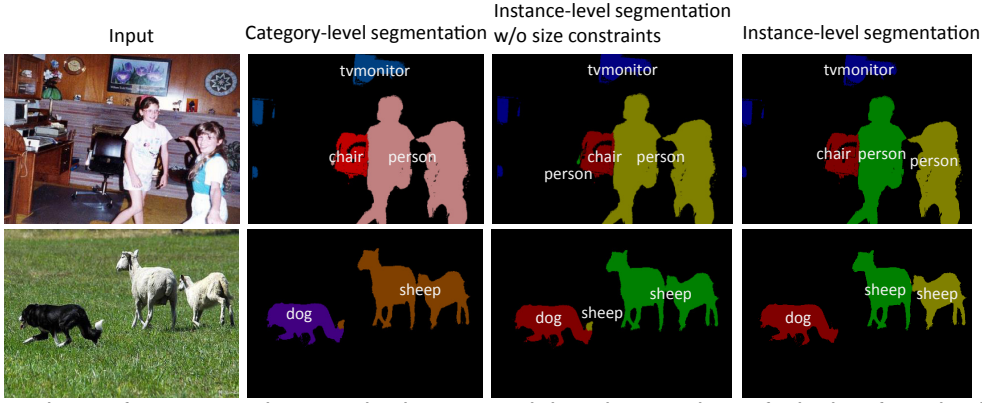 Input
Category-level segmentation
Instance-level segmentation
w/o size constraints
Instance-level segmentation
tvmonitor
chair
person
tvmonitor
person
chair
person
tvmonitor
chair
person
person
dog
sheep
dog
sheep
sheep
dog
sheep
sheep